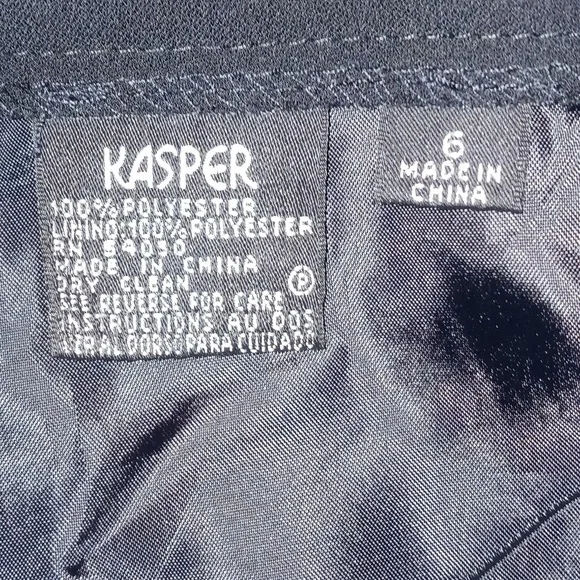 KASPER
100% POLYESTER
LINING:100% POLYESTER
RN 54030
MADE IN CHINA
DRY CLEAN
P
SEE REVERSE FOR CARE
INSTRUCTIONS AU DOS
VER AL DORSO PARA CUIDADO
6
MADE IN
CHINA